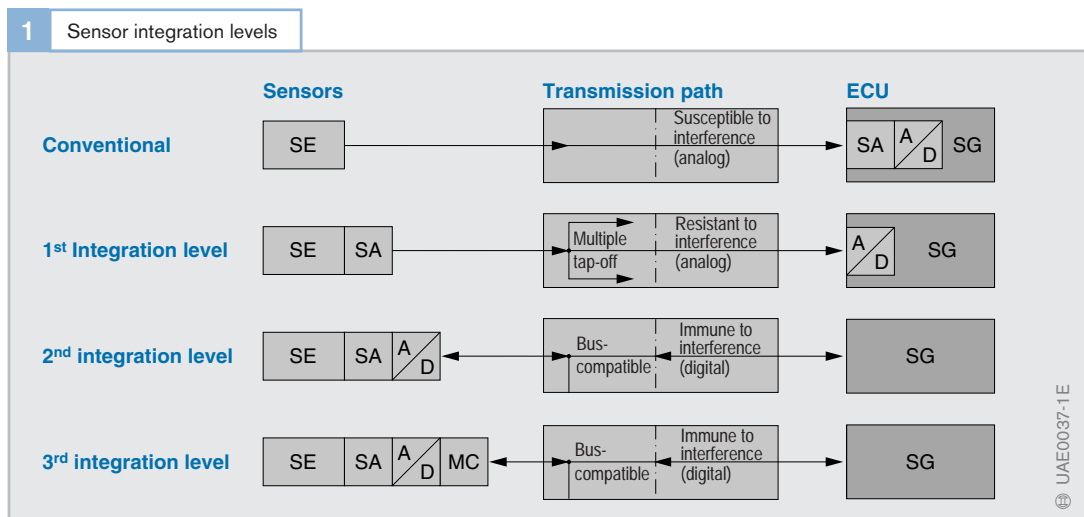 1 Sensor integration levels
Sensors Transmission path ECU
Conventional
SE
Susceptible to
interference
(analog)
SA A/D SG
1st Integration level
SE SA
Multiple
tap-off
Resistant to
interference
(analog)
A/D SG
2nd integration level
SE SA A/D
Bus-
compatible
Immune to
interference
(digital)
SG
3rd integration level
SE SA A/D MC
Bus-
compatible
Immune to
interference
(digital)
SG
UAE0037-1E